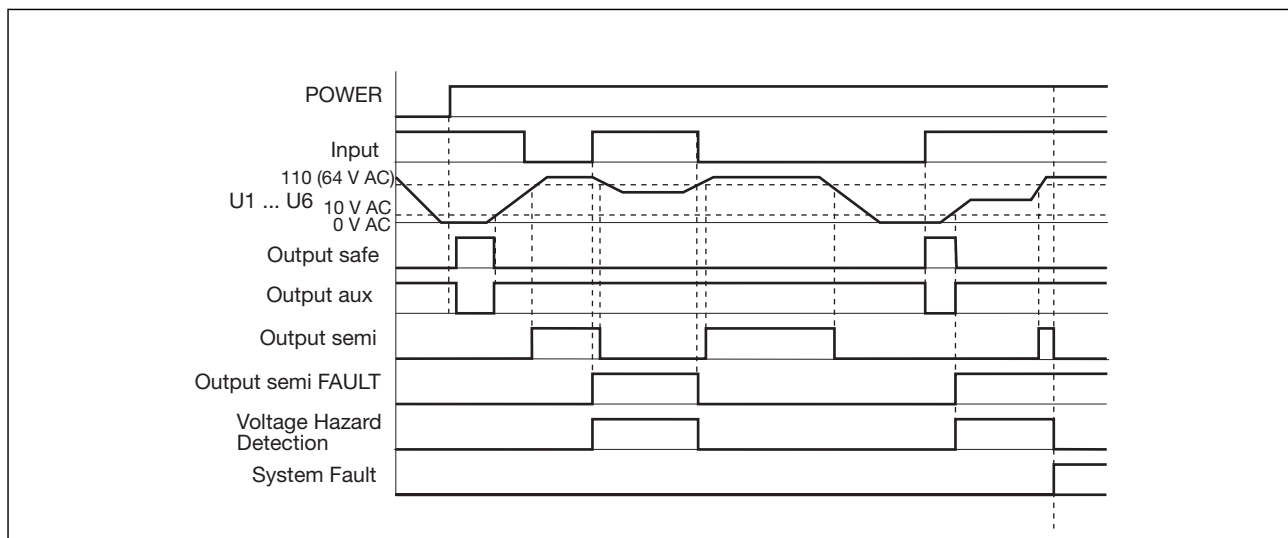 POWER
Input
110 (64 V AC)
U1 ... U6
10 V AC
0 V AC
Output safe
Output aux
Output semi
Output semi FAULT
Voltage Hazard
Detection
System Fault